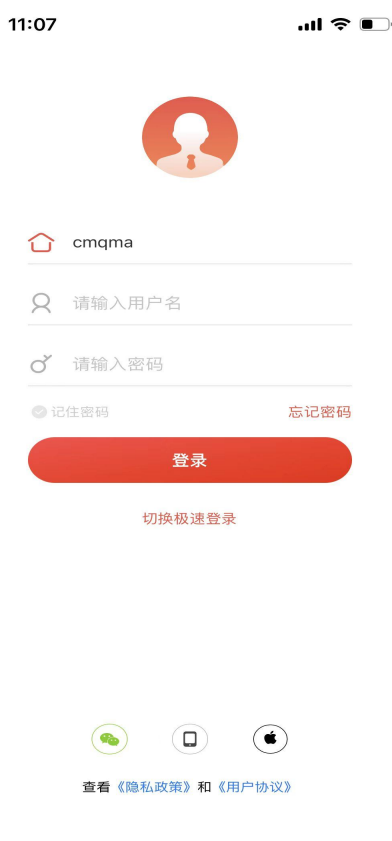 11:07
cmqma
请输入用户名
请输入密码
记住密码 忘记密码
登录
切换极速登录
查看《隐私政策》和《用户协议》